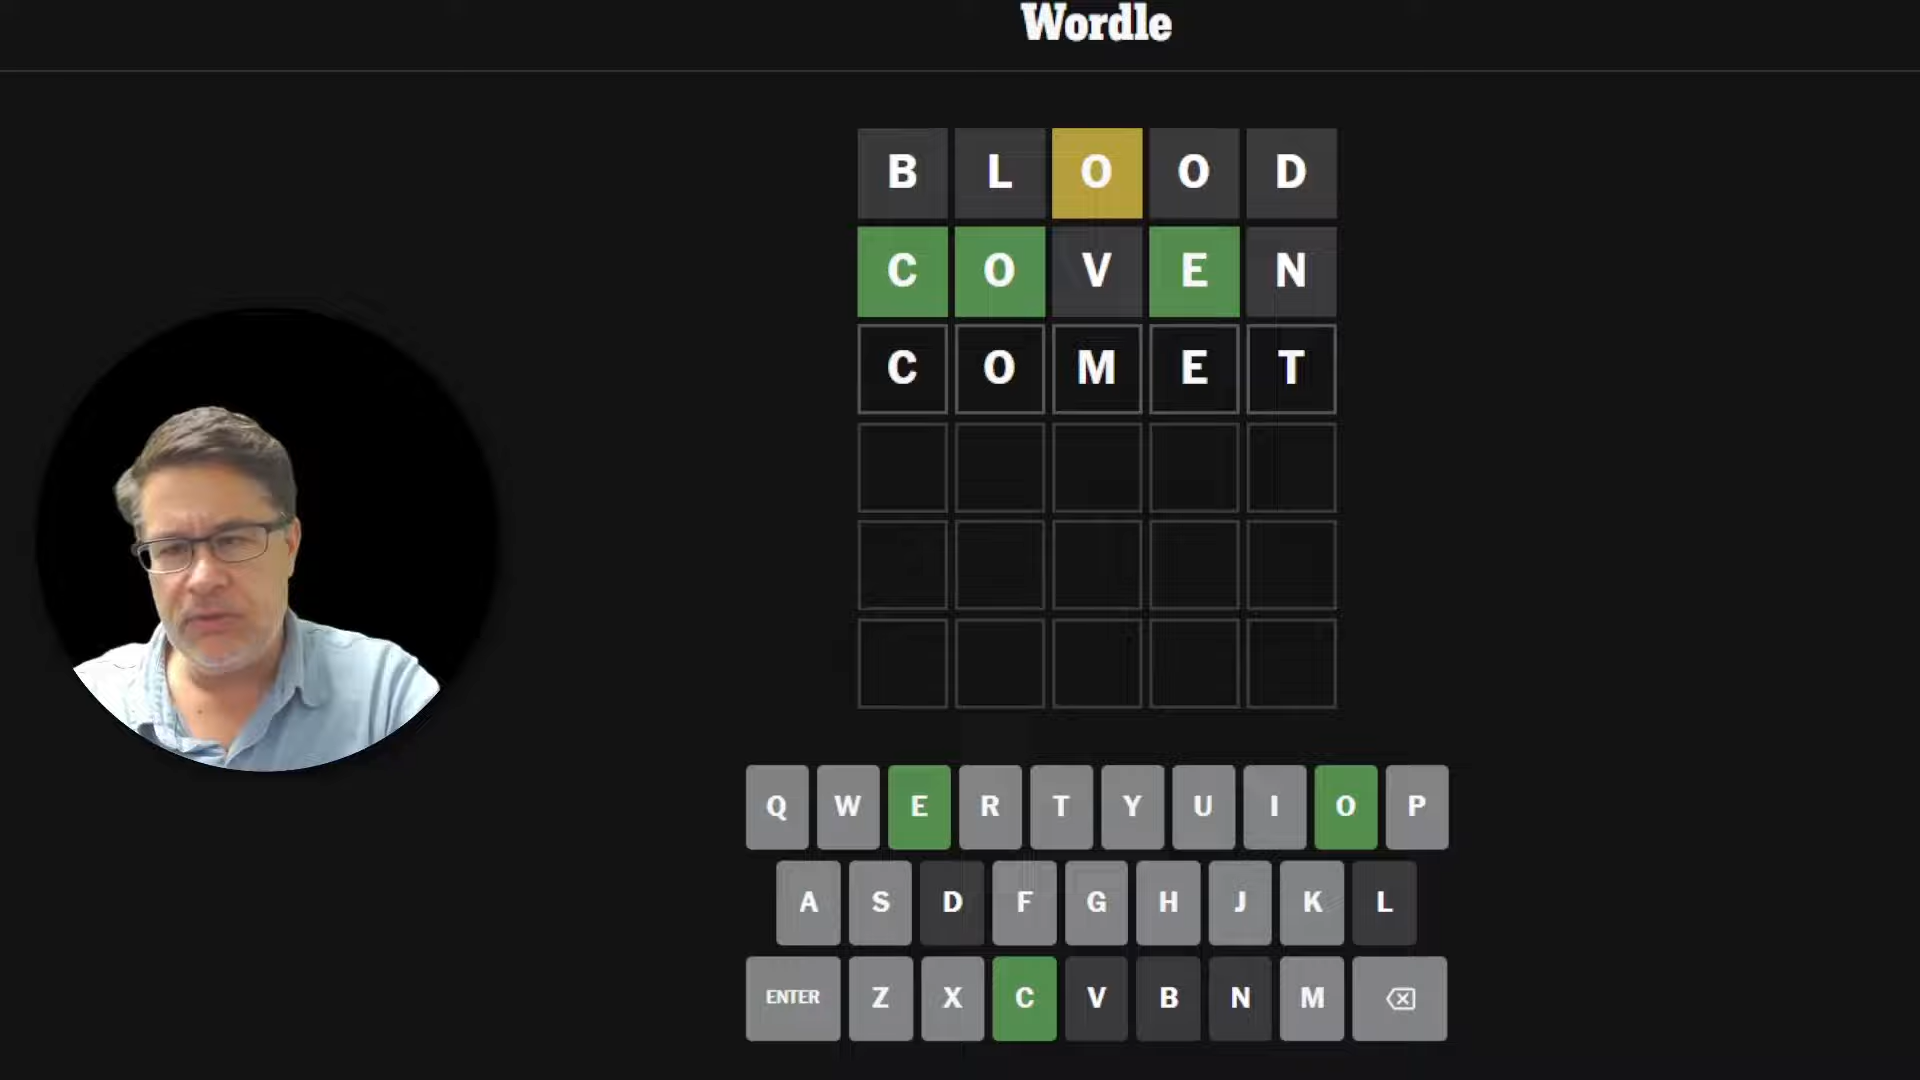 Wordle
B L O O D
C O V E N
C O M E T
Q W E R T Y U I O P
A S D F G H J K L
ENTER Z X C V B N M